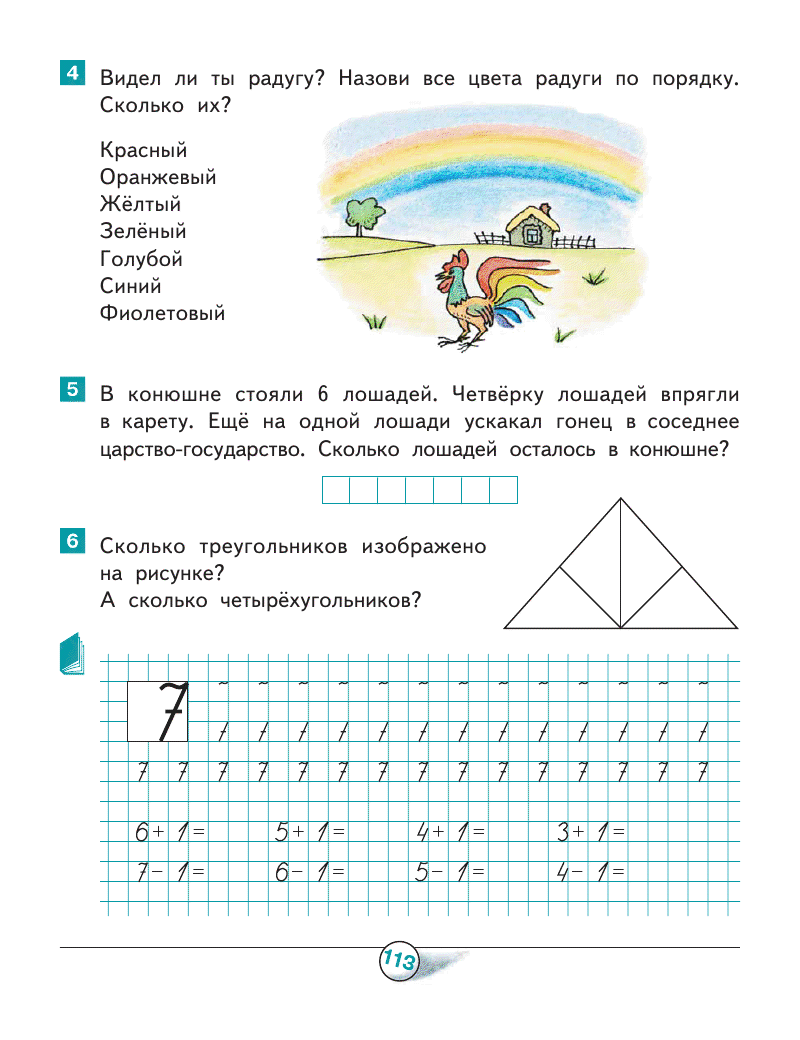 4
Видел ли ты радугу? Назови все цвета радуги по порядку.
Сколько их?
Красный
Оранжевый
Жёлтый
Зелёный
Голубой
Синий
Фиолетовый
5
В конюшне стояли 6 лошадей. Четвёрку лошадей впрягли
в карету. Ещё на одной лошади ускакал гонец в соседнее
царство-государство. Сколько лошадей осталось в конюшне?
6
Сколько треугольников изображено
на рисунке?
А сколько четырёхугольников?
7
7 7 7 7 7 7 7 7 7 7 7 7 7 7 7
6+ 1= 5+ 1= 4+ 1= 3+ 1=
7– 1= 6– 1= 5– 1= 4– 1=
113